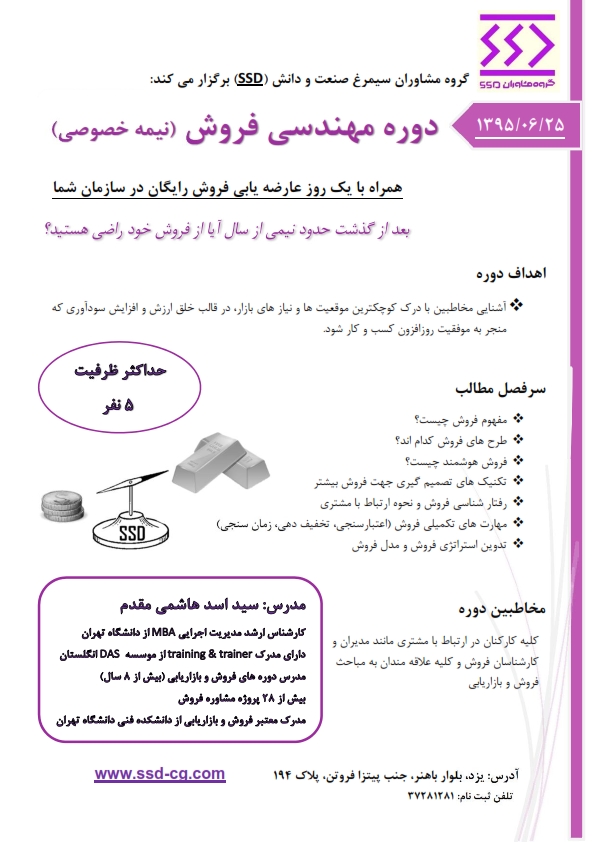 گروه مشاوران SSD
گروه مشاوران سیمرغ صنعت و دانش (SSD) برگزار می کند:
۱۳۹۵/۰۶/۲۵
دوره مهندسی فروش (نیمه خصوصی)
همراه با یک روز عارضه یابی فروش رایگان در سازمان شما
بعد از گذشت حدود نیمی از سال آیا از فروش خود راضی هستید؟
اهداف دوره
❖ آشنایی مخاطبین با درک کوچکترین موقعیت ها و نیاز های بازار، در قالب خلق ارزش و افزایش سودآوری که
منجر به موفقیت روزافزون کسب و کار شود.
حداکثر ظرفیت
۵ نفر
سرفصل مطالب
❖ مفهوم فروش چیست؟
❖ طرح های فروش کدام اند؟
❖ فروش هوشمند چیست؟
❖ تکنیک های تصمیم گیری جهت فروش بیشتر
❖ رفتار شناسی فروش و نحوه ارتباط با مشتری
❖ مهارت های تکمیلی فروش (اعتبارسنجی، تخفیف دهی، زمان سنجی)
❖ تدوین استراتژی فروش و مدل فروش
SSD
مخاطبین دوره
کلیه کارکنان در ارتباط با مشتری مانند مدیران و
کارشناسان فروش و کلیه علاقه مندان به مباحث
فروش و بازاریابی
مدرس: سید اسد هاشمی مقدم
کارشناس ارشد مدیریت اجرایی MBA از دانشگاه تهران
دارای مدرک training & trainer از موسسه DAS انگلستان
مدرس دوره های فروش و بازاریابی (بیش از ۸ سال)
بیش از ۲۸ پروژه مشاوره فروش
مدرک معتبر فروش و بازاریابی از دانشکده فنی دانشگاه تهران
آدرس: یزد، بلوار باهنر، جنب پیتزا فروتن، پلاک ۱۹۴
www.ssd-cg.com
تلفن ثبت نام: ۳۷۲۸۱۲۸۱